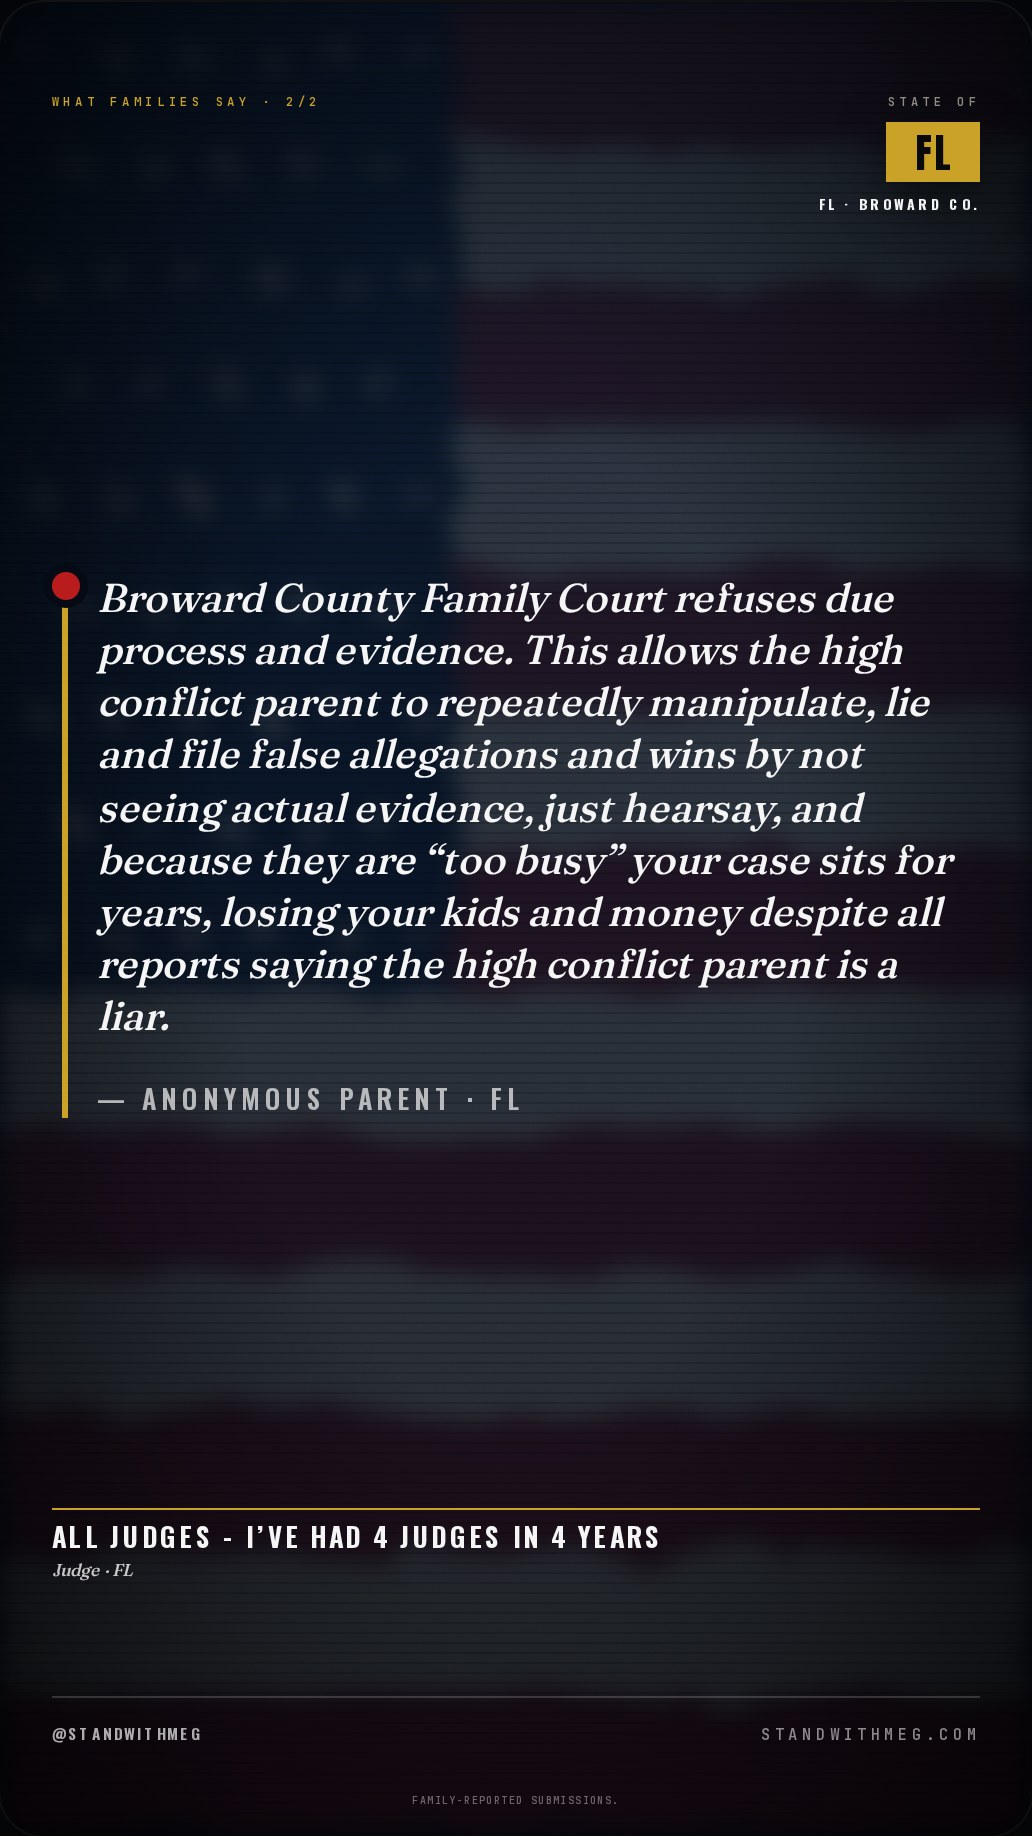 WHAT FAMILIES SAY · 2/2
STATE OF
FL
FL · BROWARD CO.
Broward County Family Court refuses due
process and evidence. This allows the high
conflict parent to repeatedly manipulate, lie
and file false allegations and wins by not
seeing actual evidence, just hearsay, and
because they are “too busy” your case sits for
years, losing your kids and money despite all
reports saying the high conflict parent is a
liar.
— ANONYMOUS PARENT · FL
ALL JUDGES - I’VE HAD 4 JUDGES IN 4 YEARS
Judge · FL
@STANDWITHMEG
STANDWITHMEG.COM
FAMILY-REPORTED SUBMISSIONS.